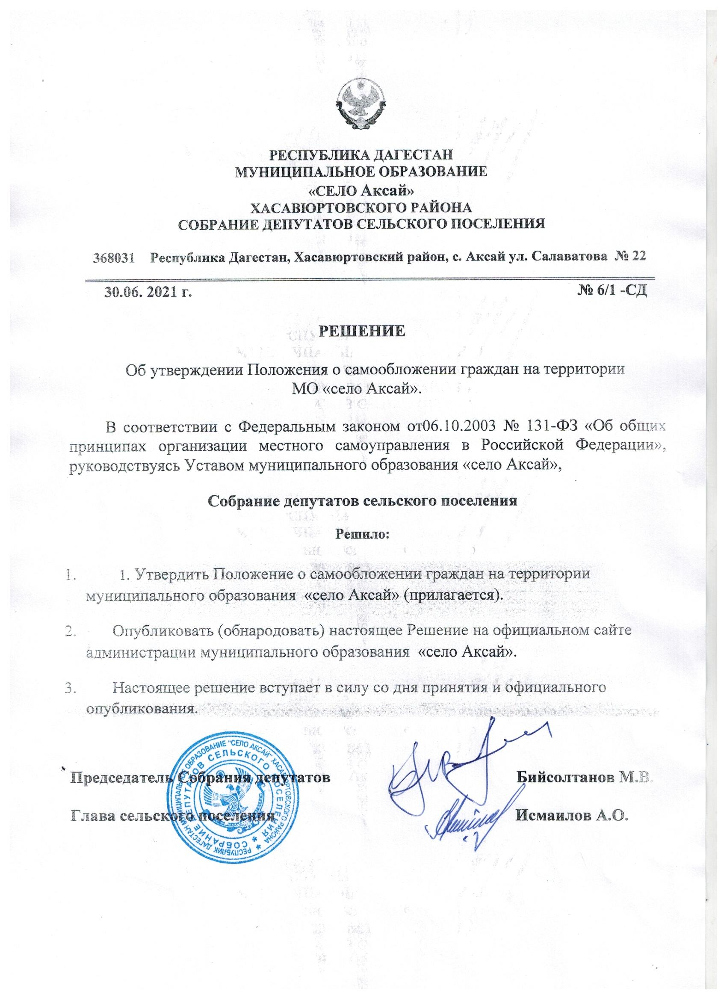 РЕСПУБЛИКА ДАГЕСТАН
МУНИЦИПАЛЬНОЕ ОБРАЗОВАНИЕ
«СЕЛО Аксай»
ХАСАВЮРТОВСКОГО РАЙОНА
СОБРАНИЕ ДЕПУТАТОВ СЕЛЬСКОГО ПОСЕЛЕНИЯ
368031 Республика Дагестан, Хасавюртовский район, с. Аксай ул. Салаватова № 22
30.06. 2021 г. № 6/1 -СД
РЕШЕНИЕ
Об утверждении Положения о самообложении граждан на территории
МО «село Аксай».
В соответствии с Федеральным законом от06.10.2003 № 131-ФЗ «Об общих
принципах организации местного самоуправления в Российской Федерации»,
руководствуясь Уставом муниципального образования «село Аксай»,
Собрание депутатов сельского поселения
Решило:
1. 1. Утвердить Положение о самообложении граждан на территории
муниципального образования «село Аксай» (прилагается).
2. Опубликовать (обнародовать) настоящее Решение на официальном сайте
администрации муниципального образования «село Аксай».
3. Настоящее решение вступает в силу со дня принятия и официального
опубликования.
Председатель Собрания депутатов Бийсолтанов М.В.
Глава сельского поселения Исмаилов А.О.
РЕСПУБЛИК ДАГЕСТАН МУНИЦИПАЛЬНОЕ ОБРАЗОВАНИЕ "СЕЛО АКСАЙ" ХАСАВЮРТОВСКОГО РАЙОНА
* СОБРАНИЕ ДЕПУТАТОВ СЕЛЬСКОГО ПОСЕЛЕНИЯ *